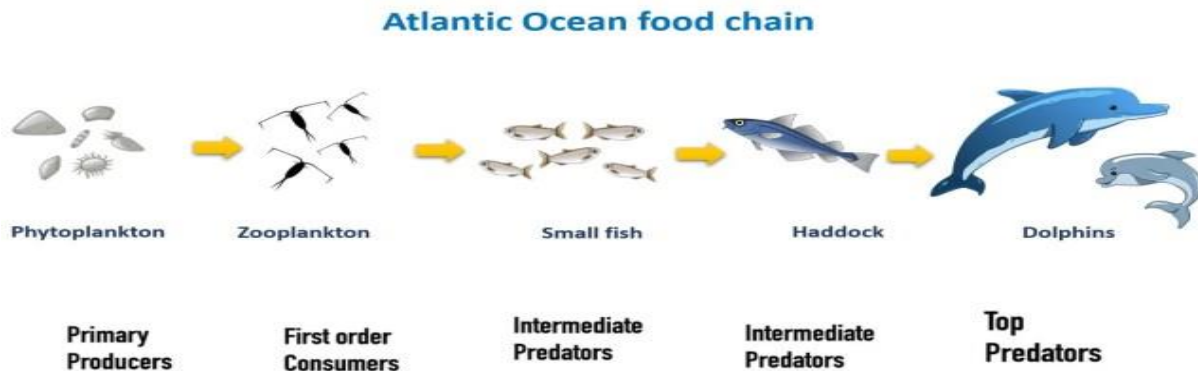 Atlantic Ocean food chain
Phytoplankton
Zooplankton
Small fish
Haddock
Dolphins
Primary
Producers
First order
Consumers
Intermediate
Predators
Intermediate
Predators
Top
Predators